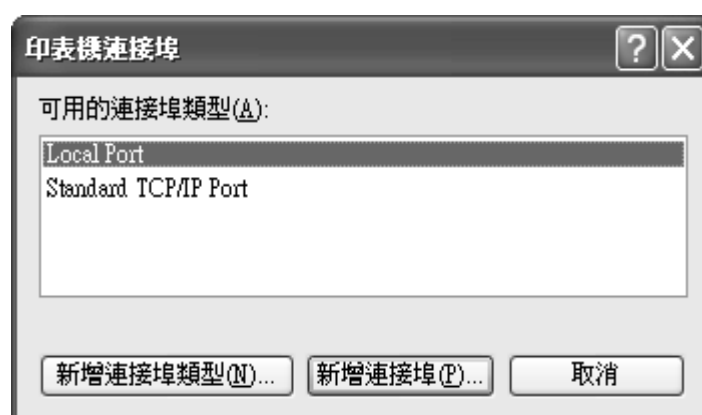 印表機連接埠
可用的連接埠類型(A):
Local Port
Standard TCP/IP Port
新增連接埠類型(N)... 新增連接埠(P)... 取消